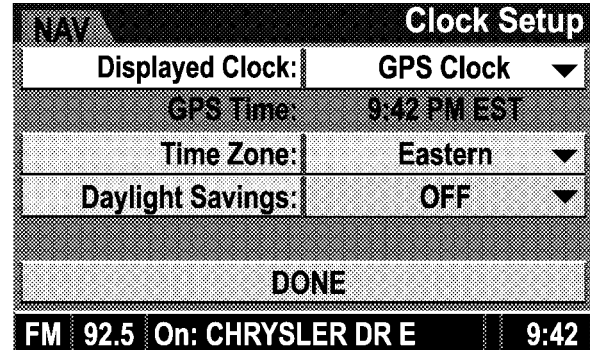 NAV Clock Setup
Displayed Clock: GPS Clock
GPS Time: 9:42 PM EST
Time Zone: Eastern
Daylight Savings: OFF
DONE
FM 92.5 On: CHRYSLER DR E 9:42